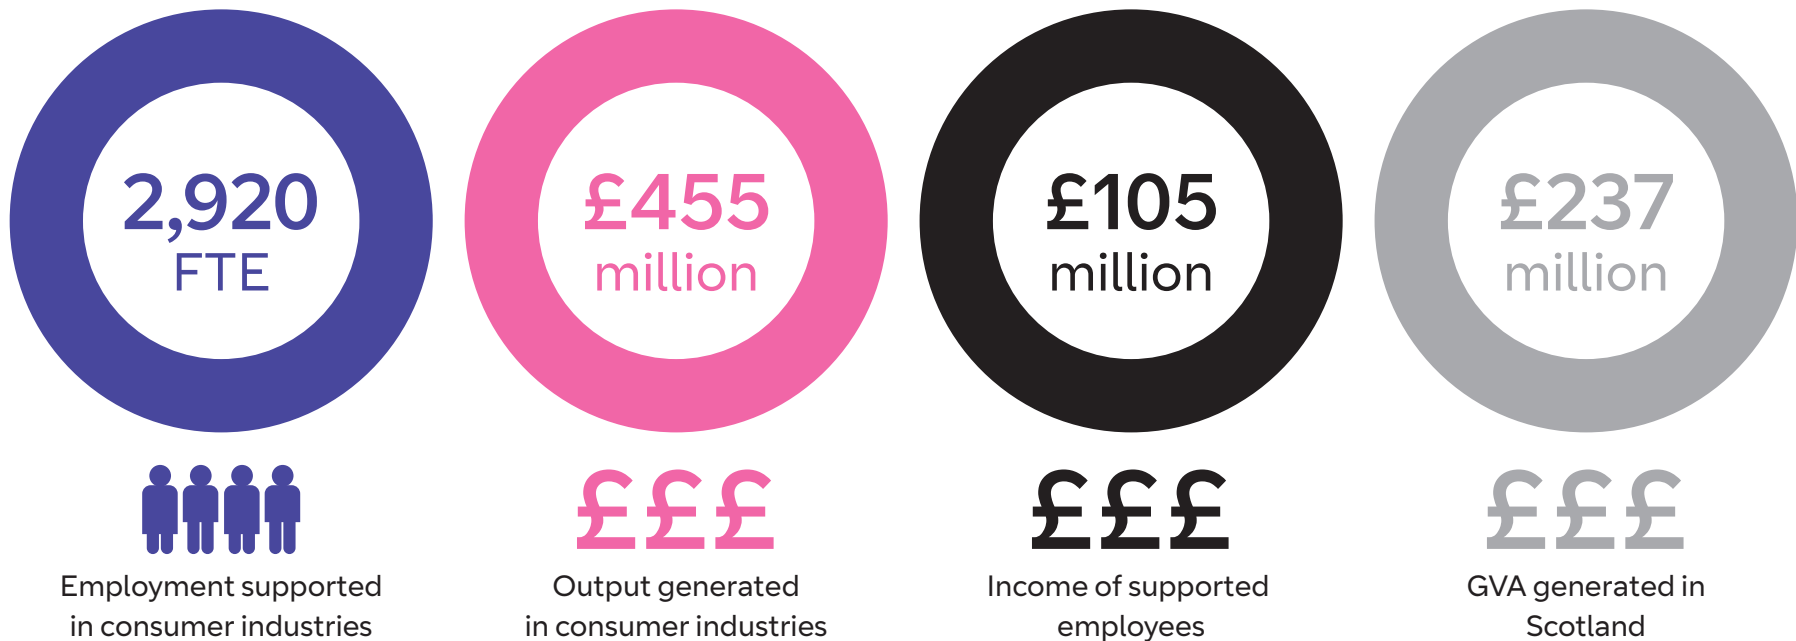 2,920
FTE
£455
million
£105
million
£237
million
£££
£££
£££
Employment supported
in consumer industries
Output generated
in consumer industries
Income of supported
employees
GVA generated in
Scotland